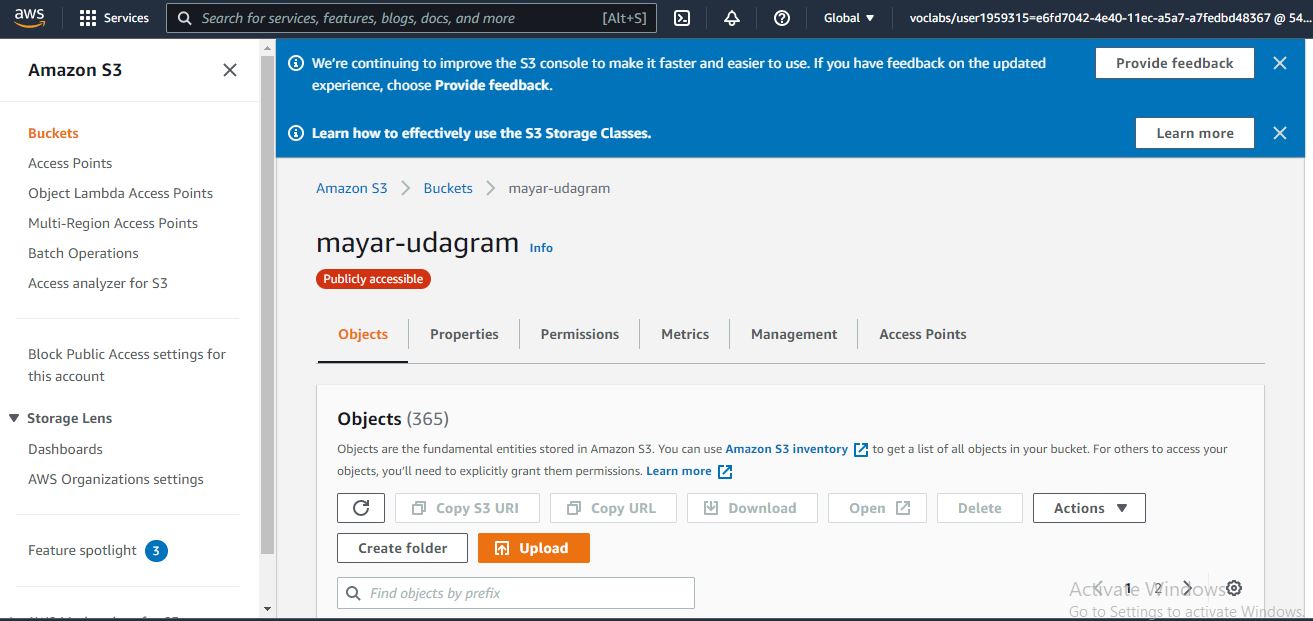 aws
Services
Search for services, features, blogs, docs, and more [Alt+S]
Global
voclabs/user1959315=e6fd7042-4e40-11ec-a5a7-a7fedbd48367 @ 54...
Amazon S3
Buckets
Access Points
Object Lambda Access Points
Multi-Region Access Points
Batch Operations
Access analyzer for S3
Block Public Access settings for
this account
Storage Lens
Dashboards
AWS Organizations settings
Feature spotlight 3
We're continuing to improve the S3 console to make it faster and easier to use. If you have feedback on the updated
experience, choose Provide feedback.
Provide feedback
Learn how to effectively use the S3 Storage Classes.
Learn more
Amazon S3 > Buckets > mayar-udagram
mayar-udagram Info
Publicly accessible
Objects
Properties
Permissions
Metrics
Management
Access Points
Objects (365)
Objects are the fundamental entities stored in Amazon S3. You can use Amazon S3 inventory to get a list of all objects in your bucket. For others to access your
objects, you'll need to explicitly grant them permissions. Learn more
Copy S3 URI
Copy URL
Download
Open
Delete
Actions
Create folder
Upload
Find objects by prefix
1 2
Activate Windows
Go to Settings to activate Windows.